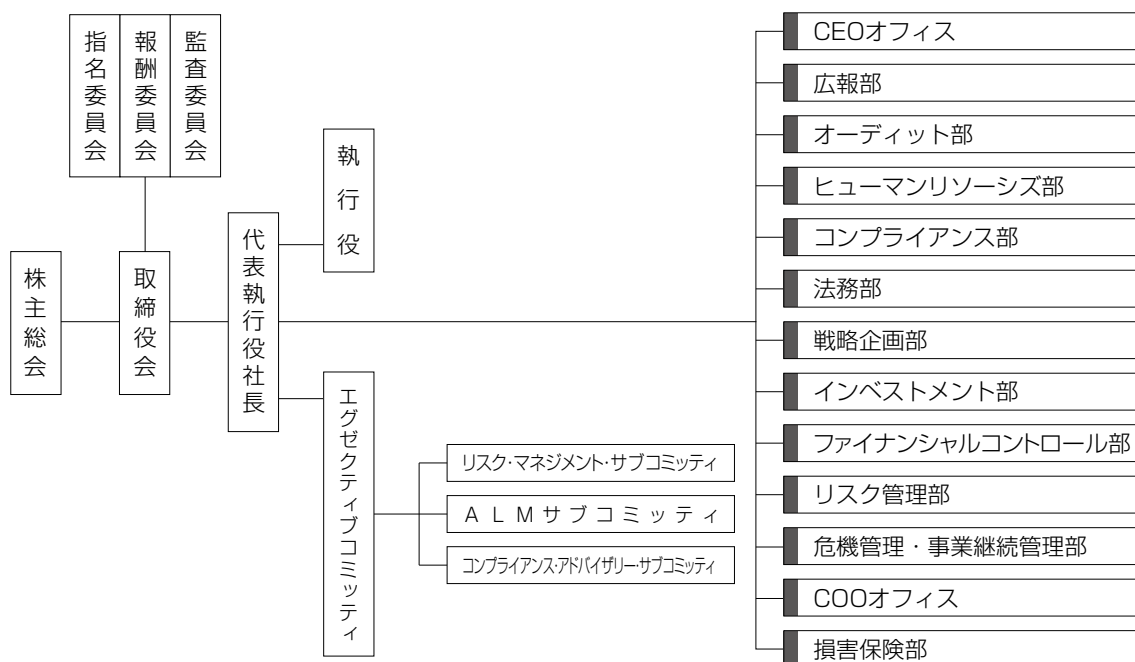 指名委員会
報酬委員会
監査委員会
株主総会
取締役会
代表執行役社長
執行役
エグゼクティブコミッティ
リスク・マネジメント・サブコミッティ
ALMサブコミッティ
コンプライアンス・アドバイザリー・サブコミッティ
CEOオフィス
広報部
オーディット部
ヒューマンリソーシズ部
コンプライアンス部
法務部
戦略企画部
インベストメント部
ファイナンシャルコントロール部
リスク管理部
危機管理・事業継続管理部
COOオフィス
損害保険部